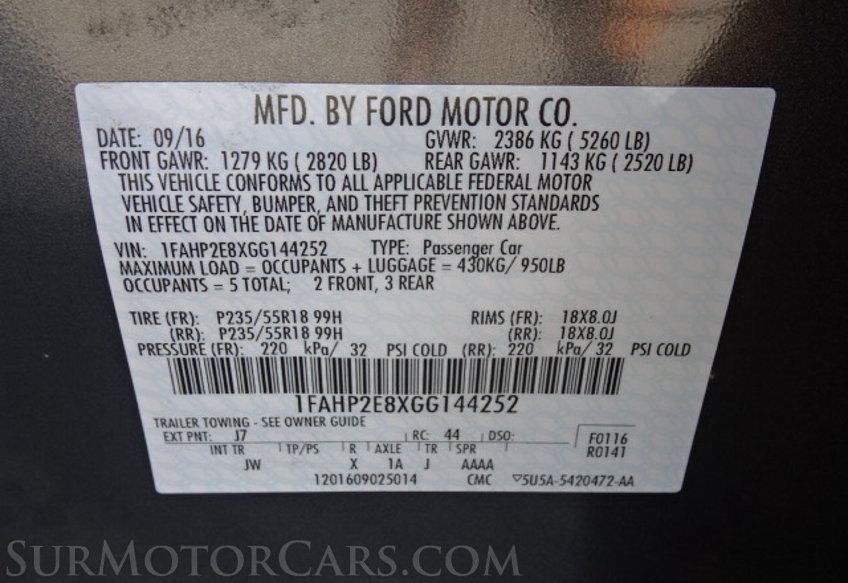 MFD. BY FORD MOTOR CO.
DATE: 09/16 GVWR: 2386 KG ( 5260 LB)
FRONT GAWR: 1279 KG ( 2820 LB) REAR GAWR: 1143 KG ( 2520 LB)
THIS VEHICLE CONFORMS TO ALL APPLICABLE FEDERAL MOTOR
VEHICLE SAFETY, BUMPER, AND THEFT PREVENTION STANDARDS
IN EFFECT ON THE DATE OF MANUFACTURE SHOWN ABOVE.
VIN: 1FAHP2E8XGG144252 TYPE: Passenger Car
MAXIMUM LOAD = OCCUPANTS + LUGGAGE = 430KG/ 950LB
OCCUPANTS = 5 TOTAL; 2 FRONT, 3 REAR
TIRE (FR): P235/55R18 99H RIMS (FR): 18X8.0J
(RR): P235/55R18 99H (RR): 18X8.0J
PRESSURE (FR): 220 kPa/ 32 PSI COLD (RR): 220 kPa/ 32 PSI COLD
1FAHP2E8XGG144252
TRAILER TOWING - SEE OWNER GUIDE
EXT PNT: J7 RC: 44 DSO: F0116
R0141
INT TR TP/PS R AXLE TR SPR
JW X 1A J AAAA
1201609025014 CMC ▽5U5A-5420472-AA
SurMotorCars.com